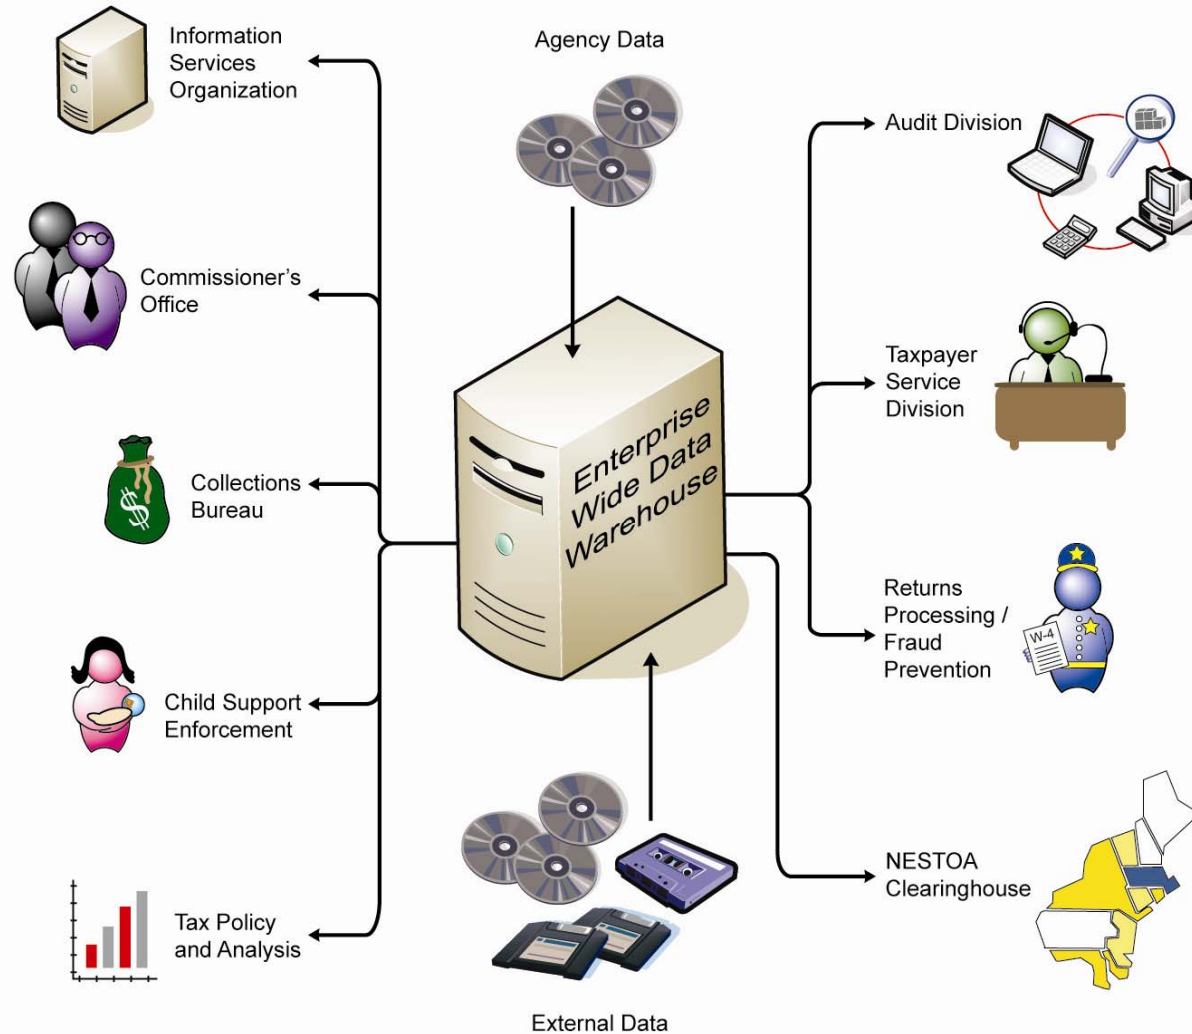 Information
Services
Organization
Agency Data
Audit Division
Commissioner's
Office
Taxpayer
Service
Division
Enterprise
Wide Data
Warehouse
Collections
Bureau
$
Returns
Processing /
Fraud
Prevention
W-4
Child Support
Enforcement
NESTOA
Clearinghouse
Tax Policy
and Analysis
External Data